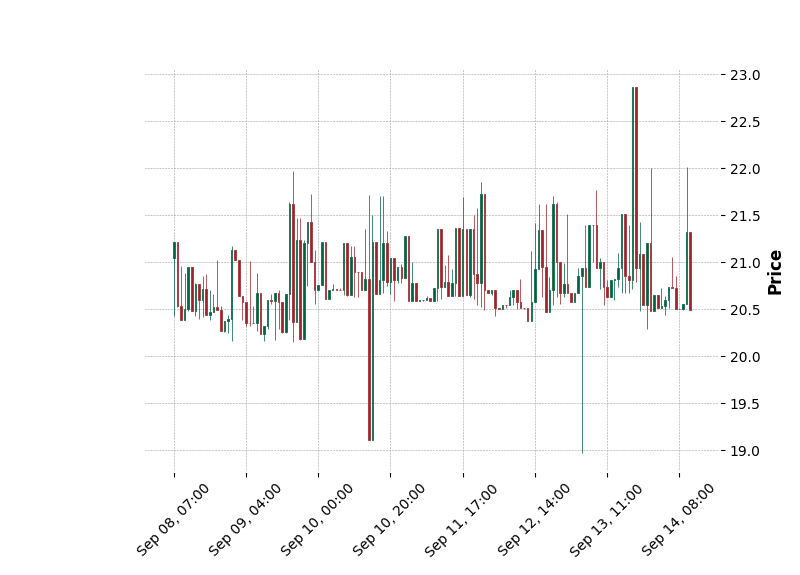 23.0
22.5
22.0
21.5
21.0
20.5
20.0
19.5
19.0
Price
Sep 08, 07:00
Sep 09, 04:00
Sep 10, 00:00
Sep 10, 20:00
Sep 11, 17:00
Sep 12, 14:00
Sep 13, 11:00
Sep 14, 08:00